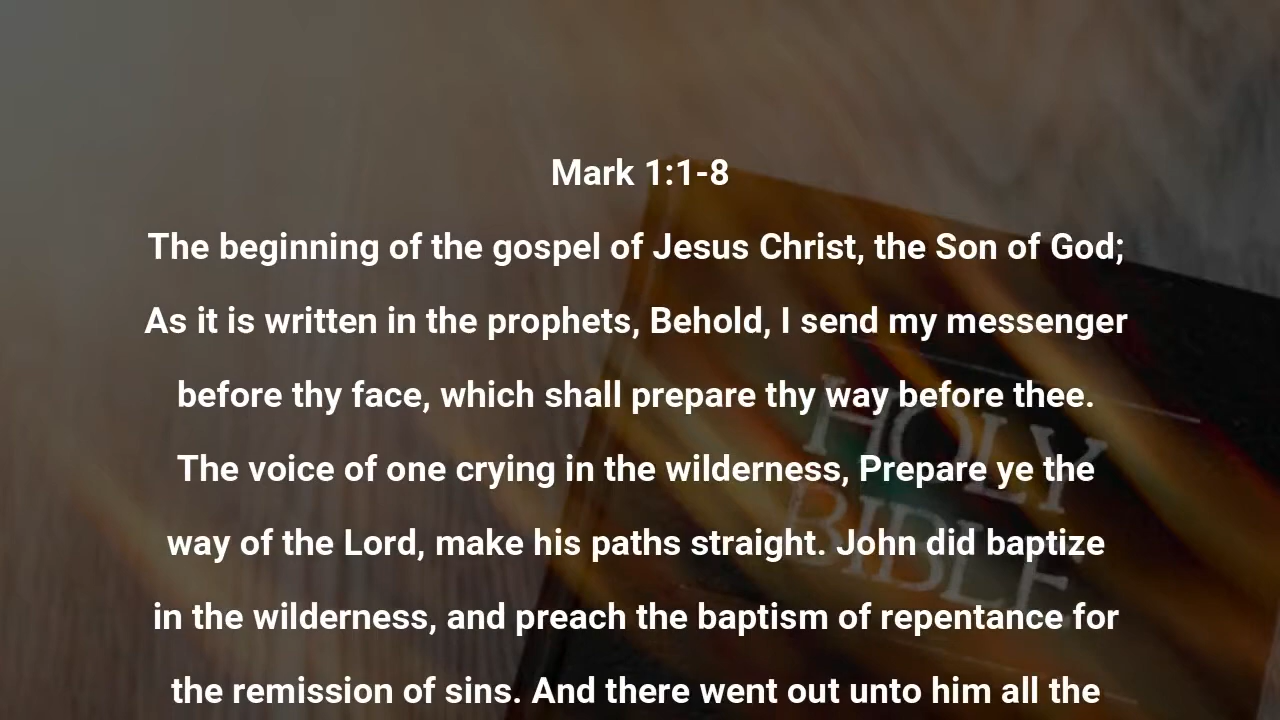 Mark 1:1-8
The beginning of the gospel of Jesus Christ, the Son of God;
As it is written in the prophets, Behold, I send my messenger
before thy face, which shall prepare thy way before thee.
The voice of one crying in the wilderness, Prepare ye the
way of the Lord, make his paths straight. John did baptize
in the wilderness, and preach the baptism of repentance for
the remission of sins. And there went out unto him all the
HOLY
BIBLE